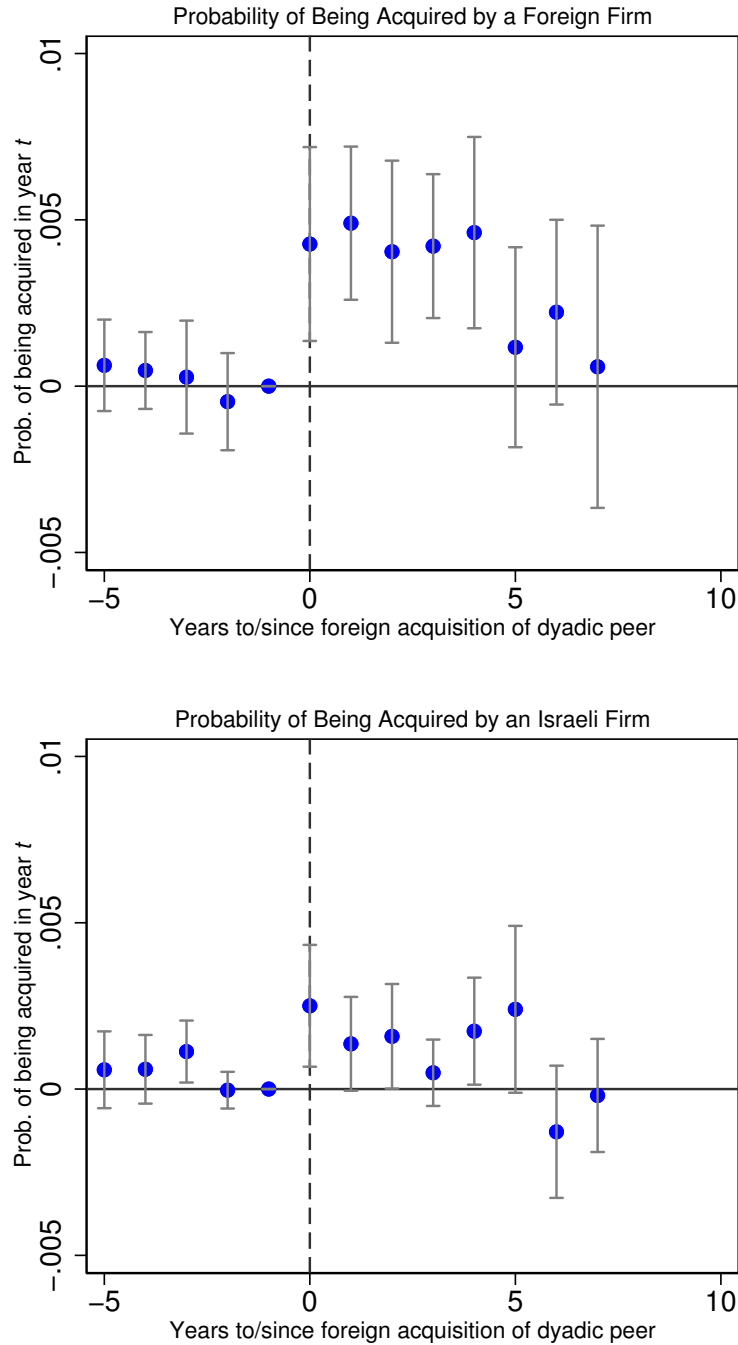 Probability of Being Acquired by a Foreign Firm
Prob. of being acquired in year t
.01
.005
0
−.005
−5 0 5 10
Years to/since foreign acquisition of dyadic peer
Probability of Being Acquired by an Israeli Firm
Prob. of being acquired in year t
.01
.005
0
−.005
−5 0 5 10
Years to/since foreign acquisition of dyadic peer